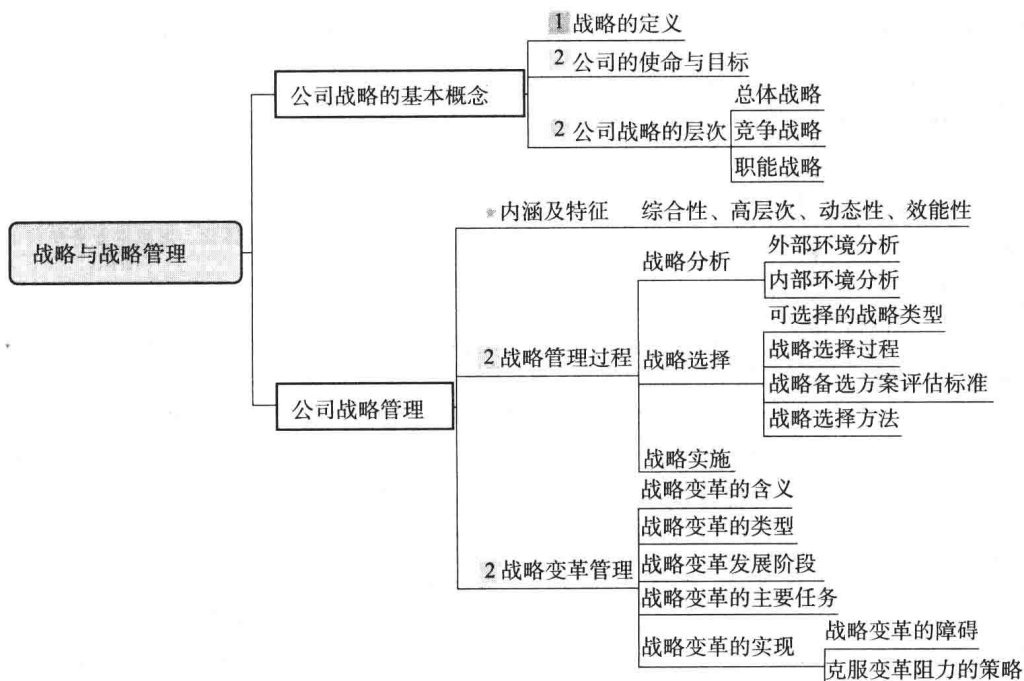 战略与战略管理
公司战略的基本概念
1 战略的定义
2 公司的使命与目标
2 公司战略的层次
总体战略
竞争战略
职能战略
公司战略管理
*内涵及特征 综合性、高层次、动态性、效能性
2 战略管理过程
战略分析
外部环境分析
内部环境分析
战略选择
可选择的战略类型
战略选择过程
战略备选方案评估标准
战略选择方法
战略实施
2 战略变革管理
战略变革的含义
战略变革的类型
战略变革发展阶段
战略变革的主要任务
战略变革的实现
战略变革的障碍
克服变革阻力的策略